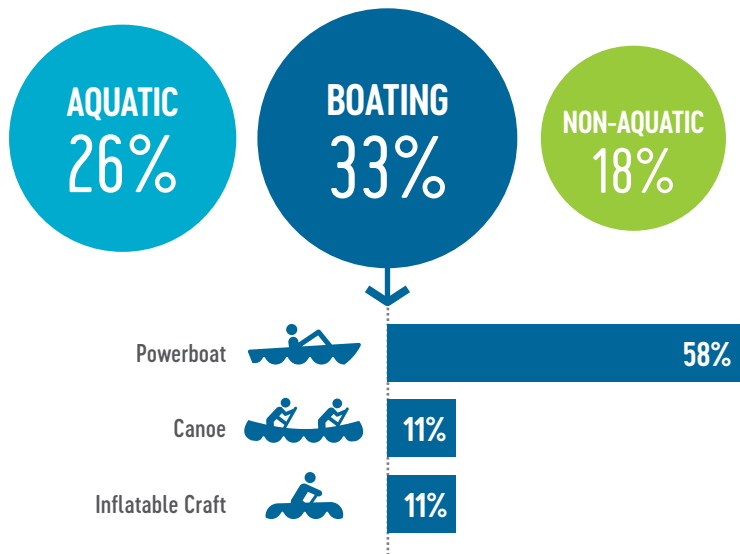 AQUATIC
26%
BOATING
33%
NON-AQUATIC
18%
Powerboat
58%
Canoe
11%
Inflatable Craft
11%